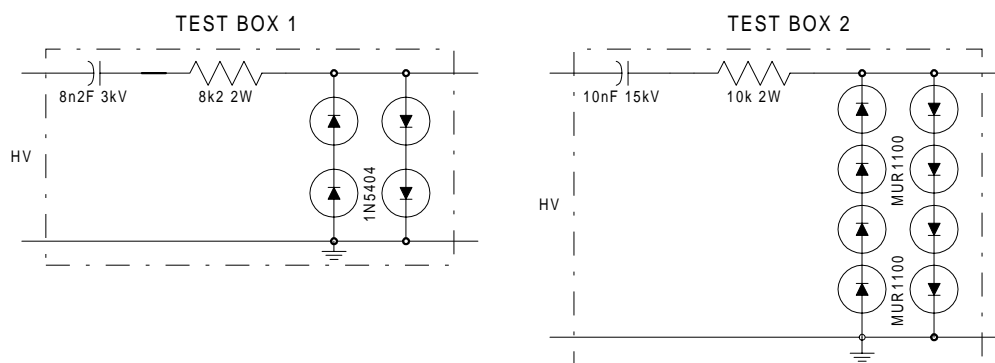 TEST BOX 1
8n2F 3kV
8k2 2W
HV
1N5404
TEST BOX 2
10nF 15kV
10k 2W
HV
MUR1100
MUR1100